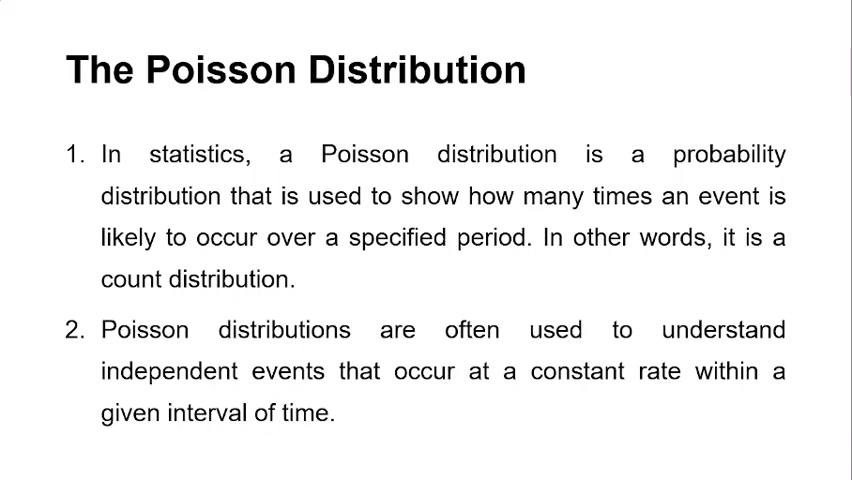 The Poisson Distribution
1. In statistics, a Poisson distribution is a probability
distribution that is used to show how many times an event is
likely to occur over a specified period. In other words, it is a
count distribution.
2. Poisson distributions are often used to understand
independent events that occur at a constant rate within a
given interval of time.